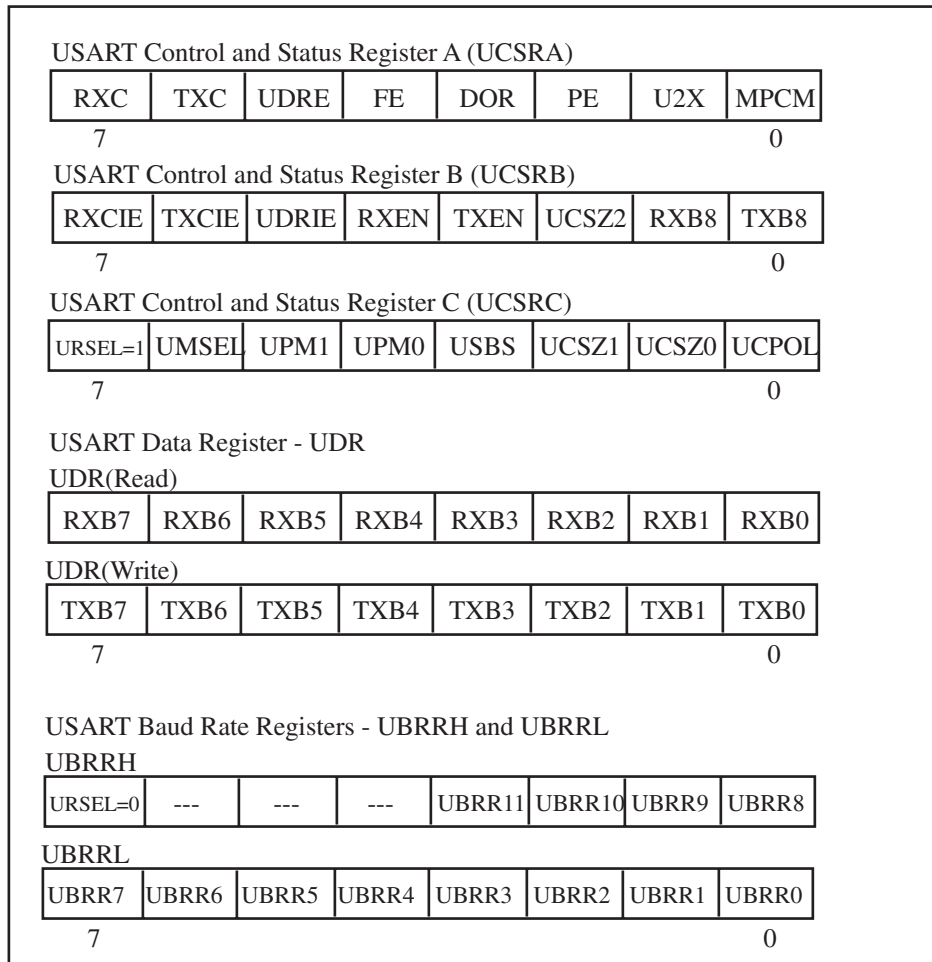 USART Control and Status Register A (UCSRA)
RXC TXC UDRE FE DOR PE U2X MPCM
7 0
USART Control and Status Register B (UCSRB)
RXCIE TXCIE UDRIE RXEN TXEN UCSZ2 RXB8 TXB8
7 0
USART Control and Status Register C (UCSRC)
URSEL=1 UMSEL UPM1 UPM0 USBS UCSZ1 UCSZ0 UCPOL
7 0
USART Data Register - UDR
UDR(Read)
RXB7 RXB6 RXB5 RXB4 RXB3 RXB2 RXB1 RXB0
UDR(Write)
TXB7 TXB6 TXB5 TXB4 TXB3 TXB2 TXB1 TXB0
7 0
USART Baud Rate Registers - UBRRH and UBRRL
UBRRH
URSEL=0 --- --- --- UBRR11 UBRR10 UBRR9 UBRR8
UBRRL
UBRR7 UBRR6 UBRR5 UBRR4 UBRR3 UBRR2 UBRR1 UBRR0
7 0